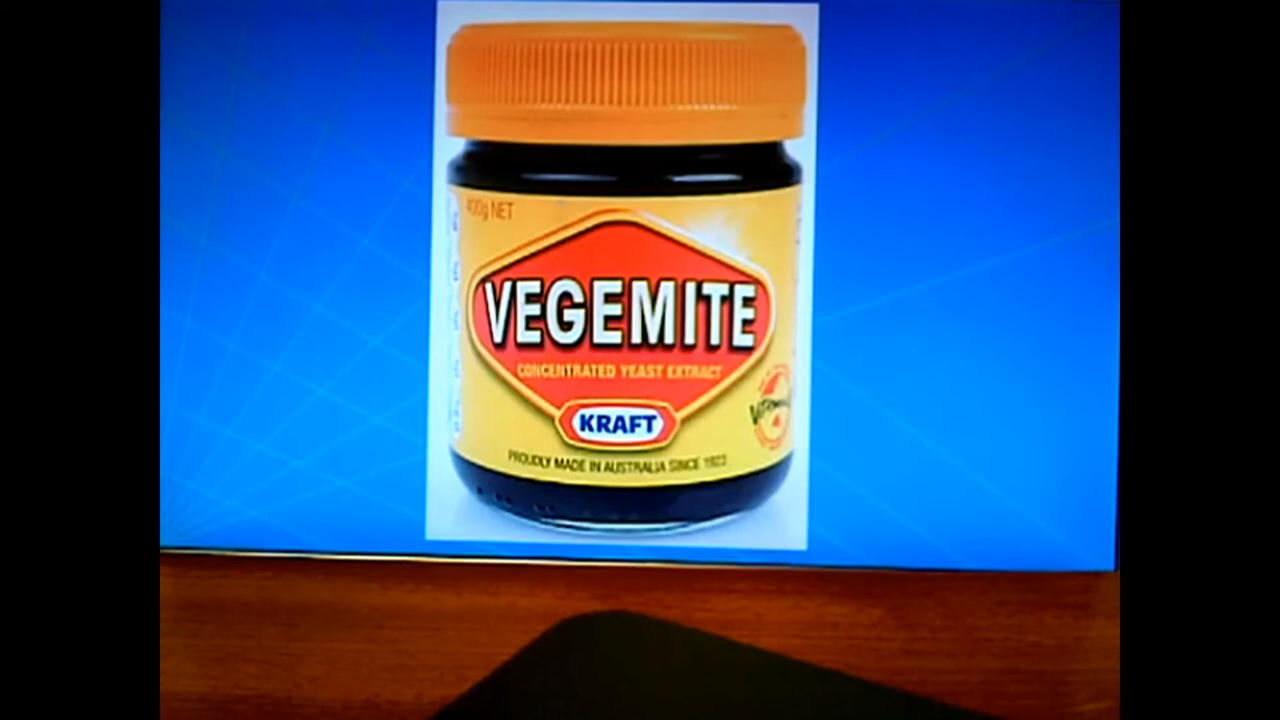 400g NET
VEGEMITE
CONCENTRATED YEAST EXTRACT
KRAFT
PROUDLY MADE IN AUSTRALIA SINCE 1923